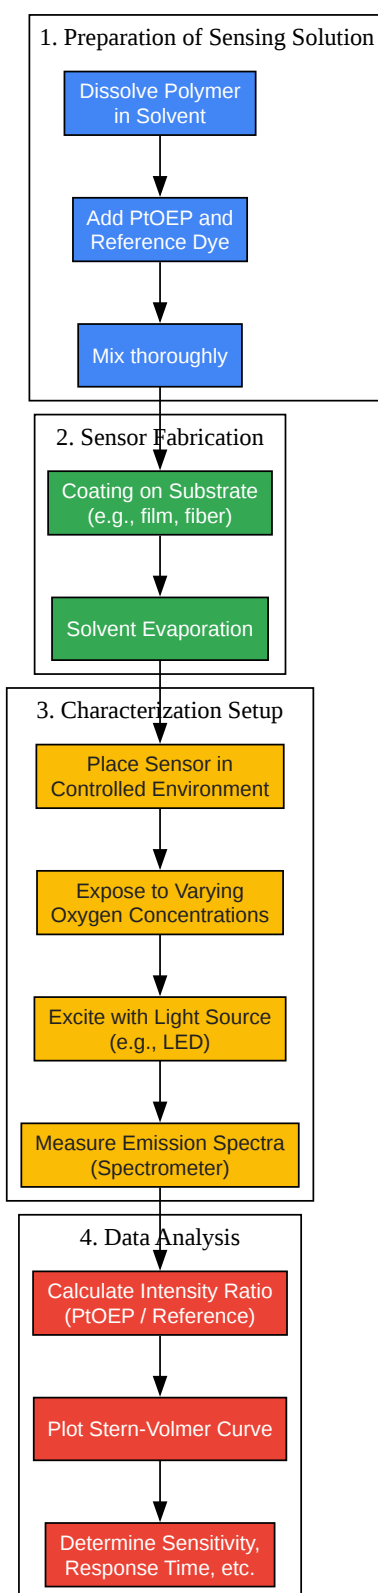 1. Preparation of Sensing Solution
Dissolve Polymer
in Solvent
Add PtOEP and
Reference Dye
Mix thoroughly
2. Sensor Fabrication
Coating on Substrate
(e.g., film, fiber)
Solvent Evaporation
3. Characterization Setup
Place Sensor in
Controlled Environment
Expose to Varying
Oxygen Concentrations
Excite with Light Source
(e.g., LED)
Measure Emission Spectra
(Spectrometer)
4. Data Analysis
Calculate Intensity Ratio
(PtOEP / Reference)
Plot Stern-Volmer Curve
Determine Sensitivity,
Response Time, etc.